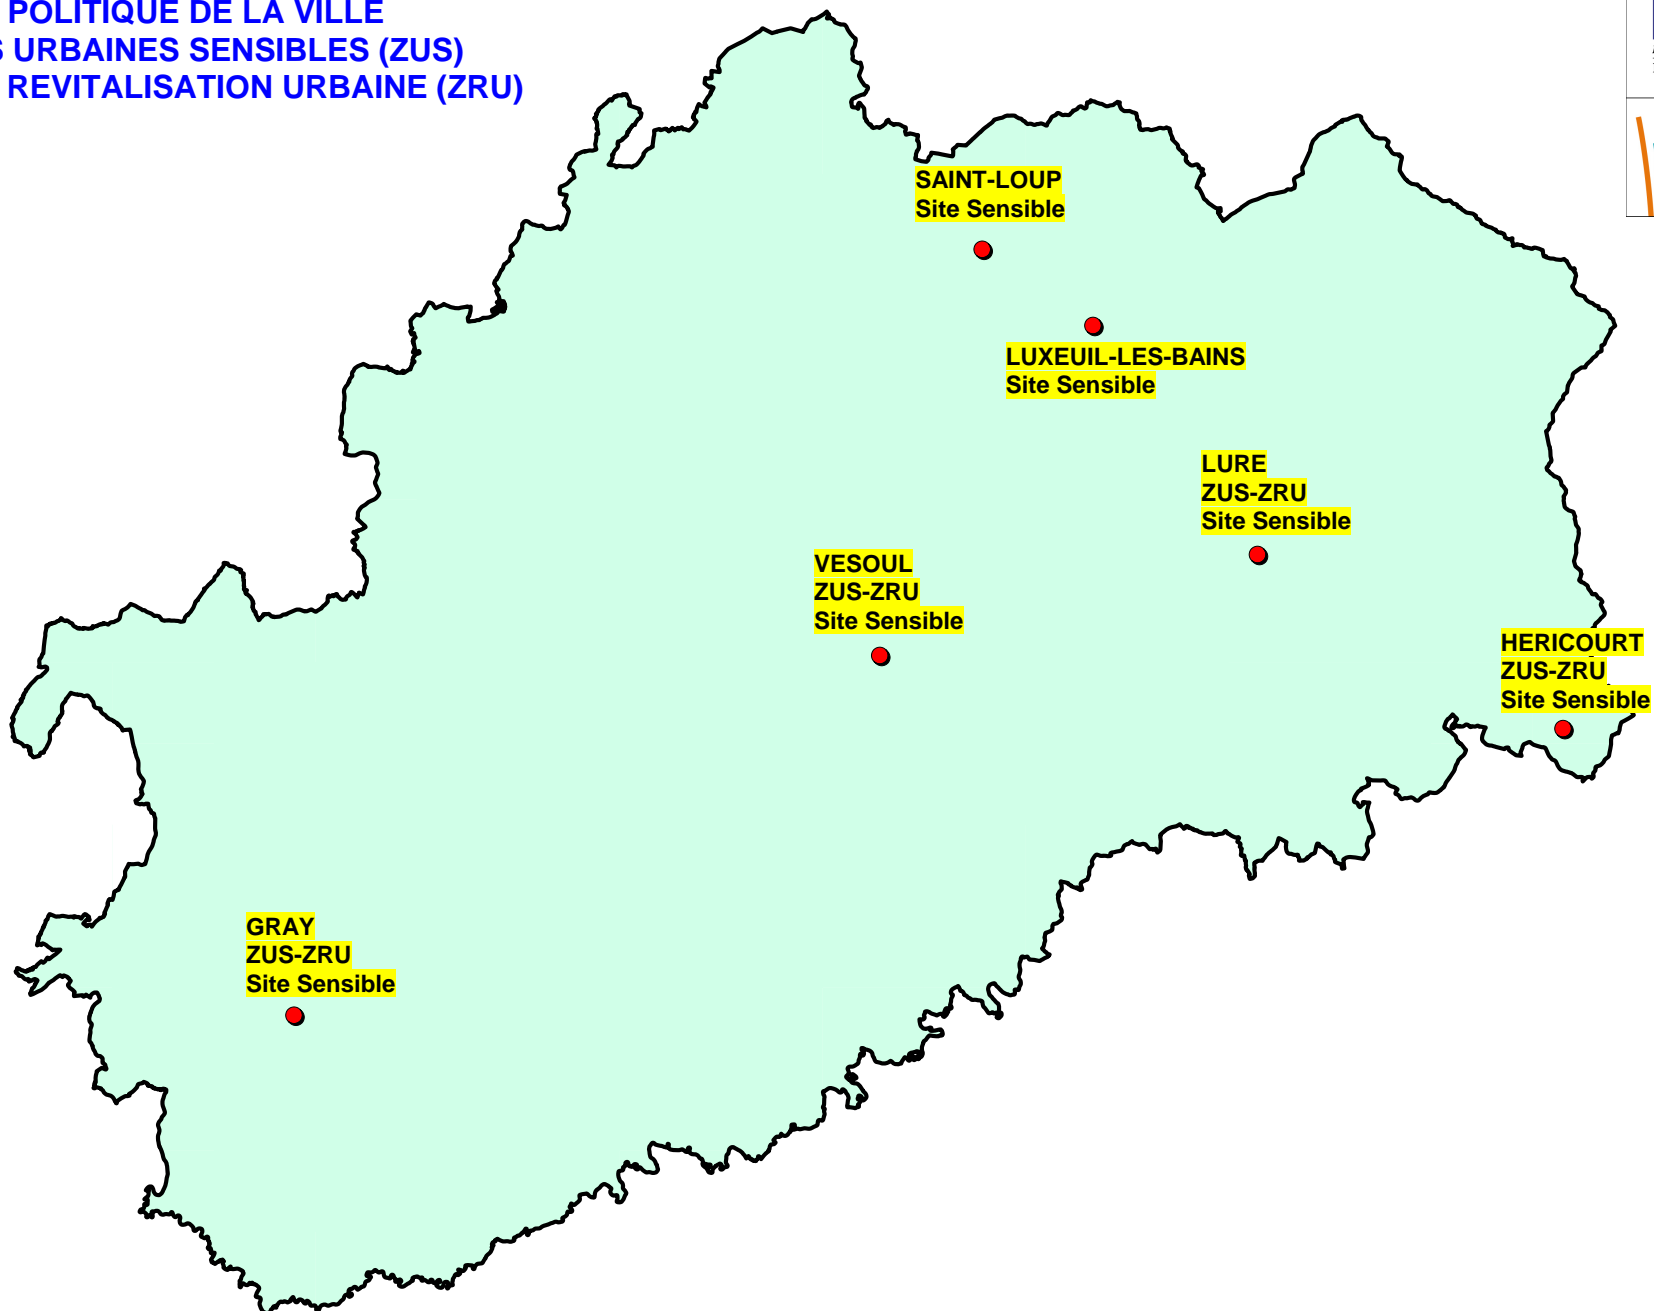 POLITIQUE DE LA VILLE
URBAINES SENSIBLES (ZUS)
REVITALISATION URBAINE (ZRU)
SAINT-LOUP
Site Sensible
LUXEUIL-LES-BAINS
Site Sensible
LURE
ZUS-ZRU
Site Sensible
VESOUL
ZUS-ZRU
Site Sensible
HERICOURT
ZUS-ZRU
Site Sensible
GRAY
ZUS-ZRU
Site Sensible